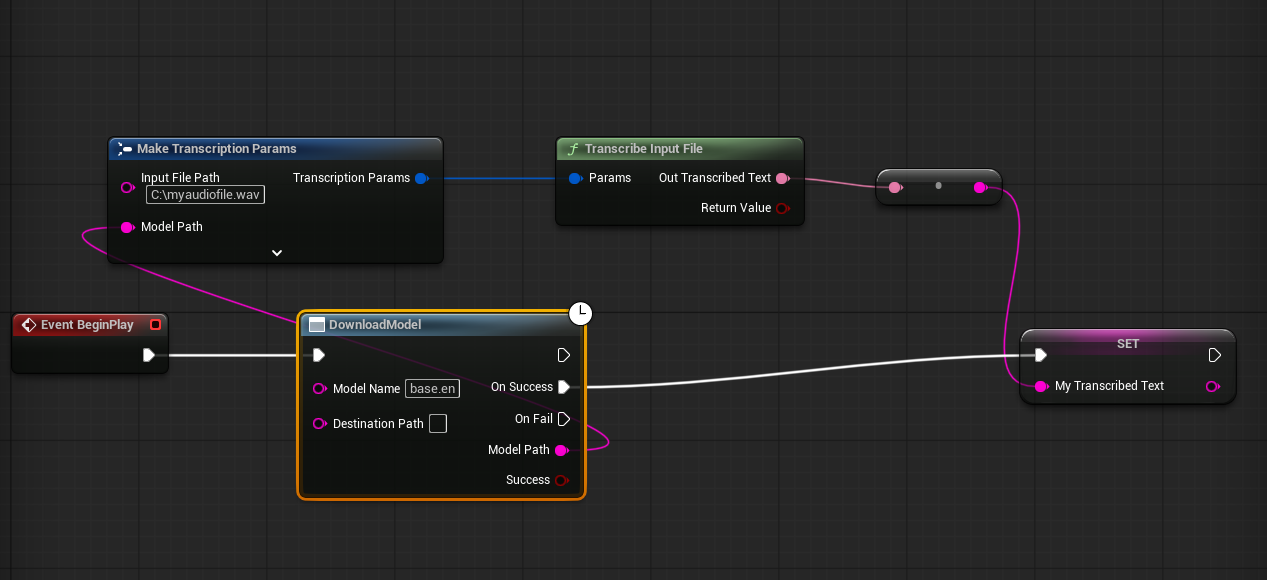 Make Transcription Params
Input File Path
C:\myaudiofile.wav
Transcription Params
Model Path
f Transcribe Input File
Params
Out Transcribed Text
Return Value
Event BeginPlay
DownloadModel
Model Name base.en
Destination Path
On Success
On Fail
Model Path
Success
SET
My Transcribed Text